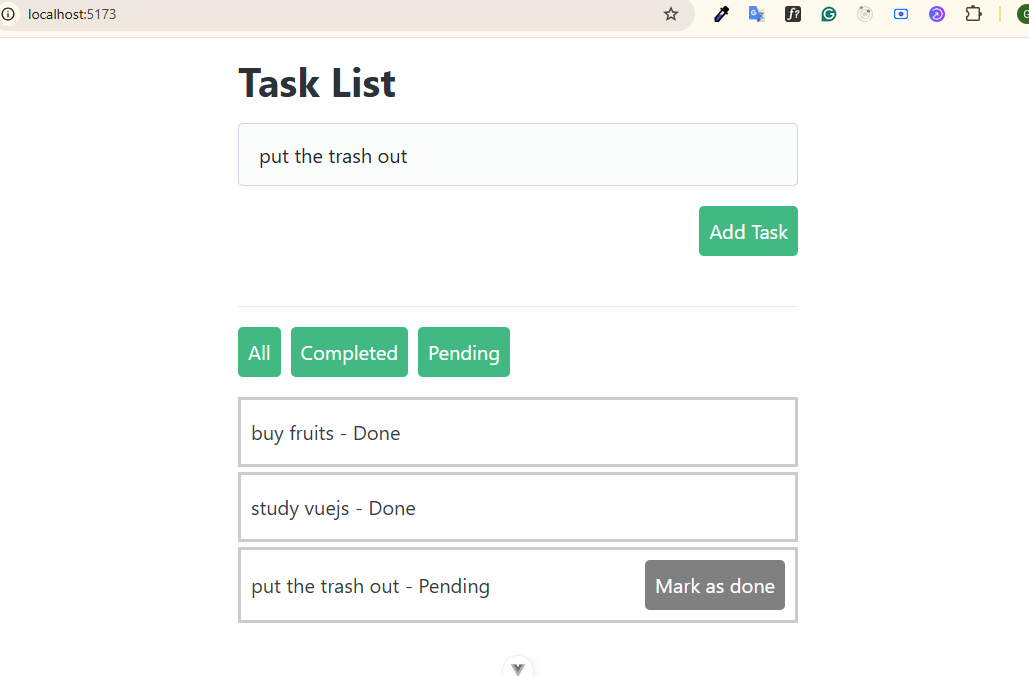 localhost:5173
Task List
put the trash out
Add Task
All Completed Pending
buy fruits - Done
study vuejs - Done
put the trash out - Pending Mark as done